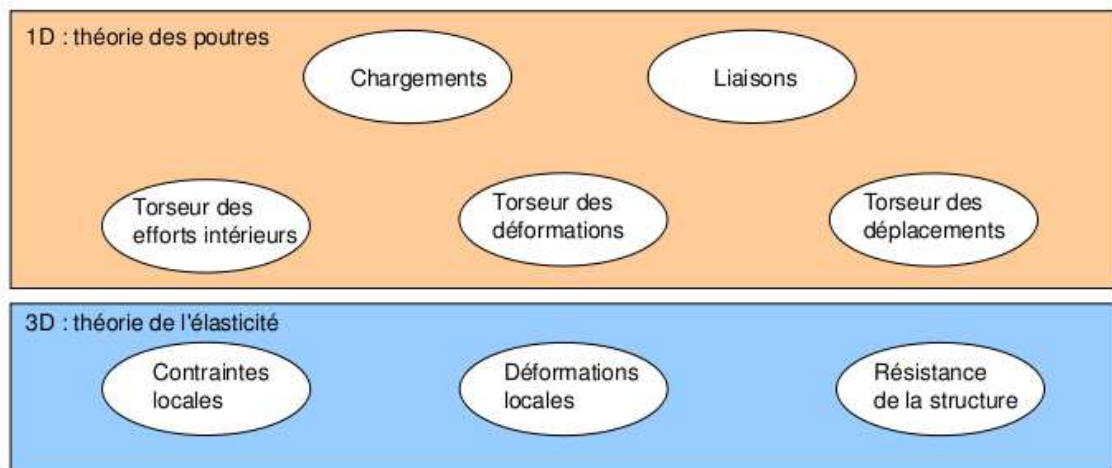 1D : théorie des poutres
Chargements
Liaisons
Torseur des
efforts intérieurs
Torseur des
déformations
Torseur des
déplacements
3D : théorie de l'élasticité
Contraintes
locales
Déformations
locales
Résistance
de la structure